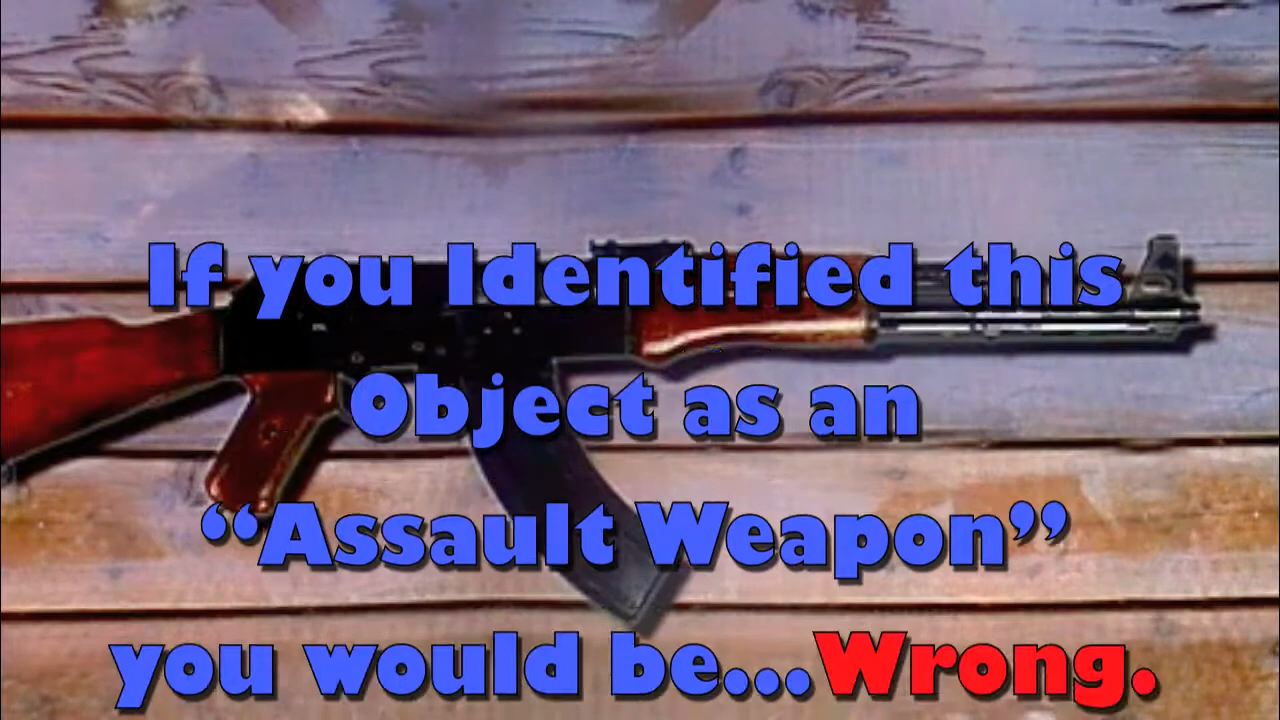 If you Identified this
Object as an
“Assault Weapon”
you would be...Wrong.